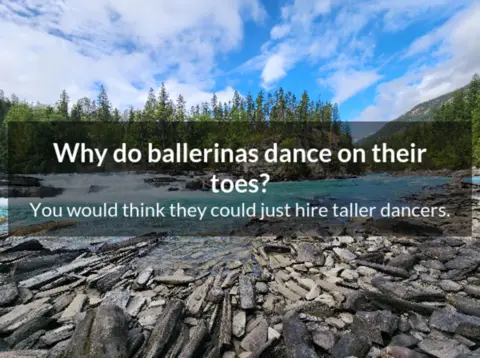 Why do ballerinas dance on their
toes?
You would think they could just hire taller dancers.